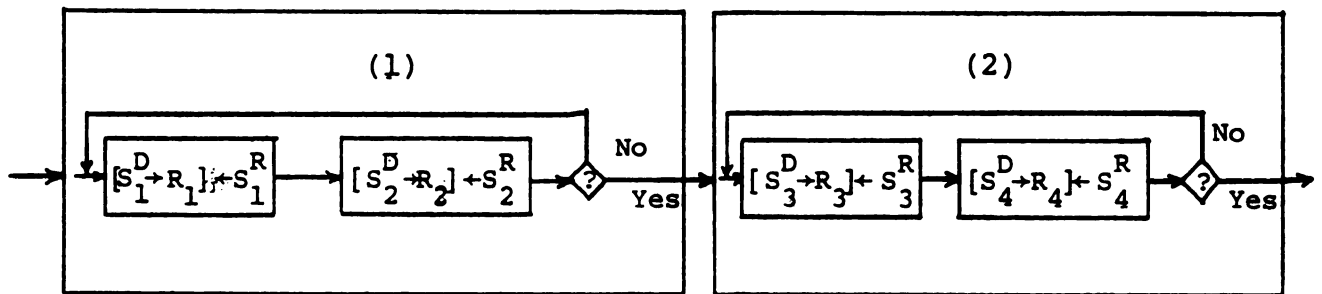 (1) (2)
[S₁ᴰ→R₁]←S₁ᴿ [S₂ᴰ→R₂]←S₂ᴿ ? No Yes
[S₃ᴰ→R₃]←S₃ᴿ [S₄ᴰ→R₄]←S₄ᴿ ? No Yes